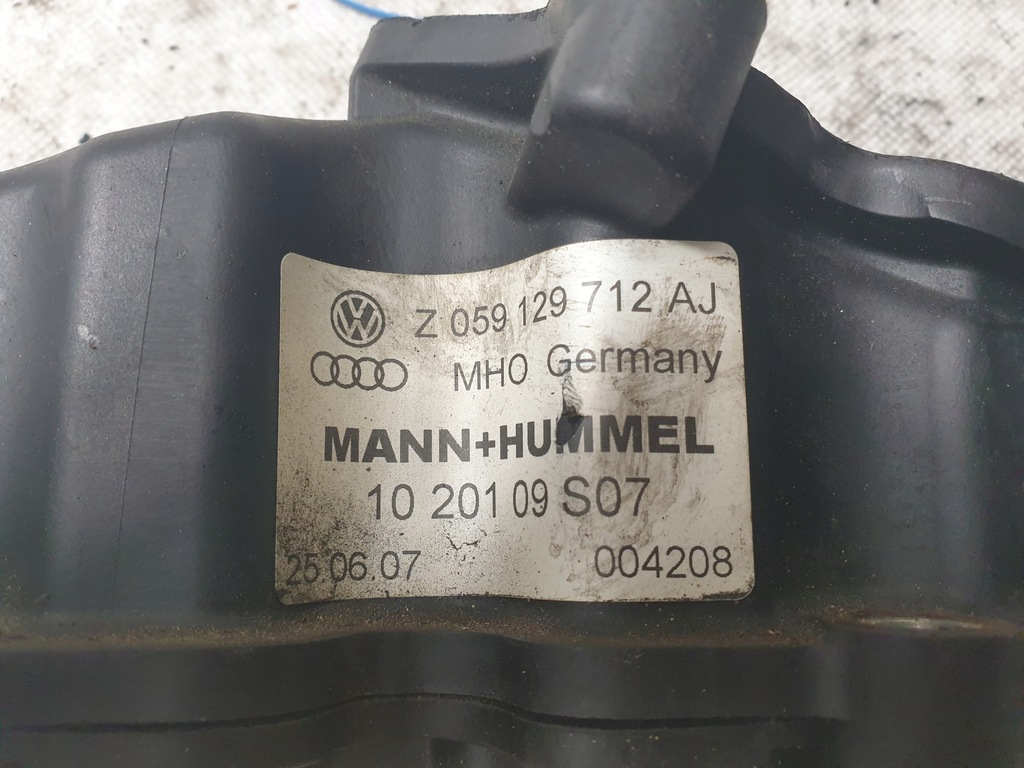 Z 059 129 712 AJ
MHO Germany
MANN+HUMMEL
10 201 09 S07
25.06.07 004208